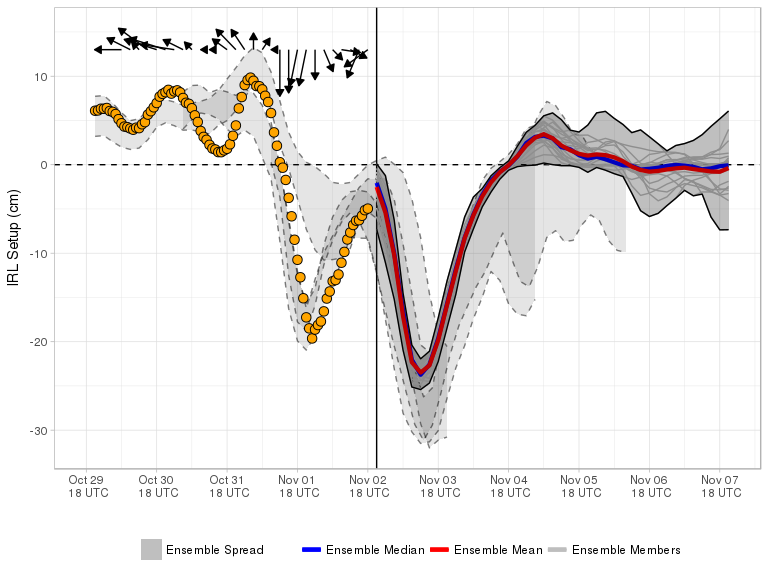 IRL Setup (cm)
10
0
-10
-20
-30
Oct 29 Oct 30 Oct 31 Nov 01 Nov 02 Nov 03 Nov 04 Nov 05 Nov 06 Nov 07
18 UTC 18 UTC 18 UTC 18 UTC 18 UTC 18 UTC 18 UTC 18 UTC 18 UTC 18 UTC
Ensemble Spread Ensemble Median Ensemble Mean Ensemble Members